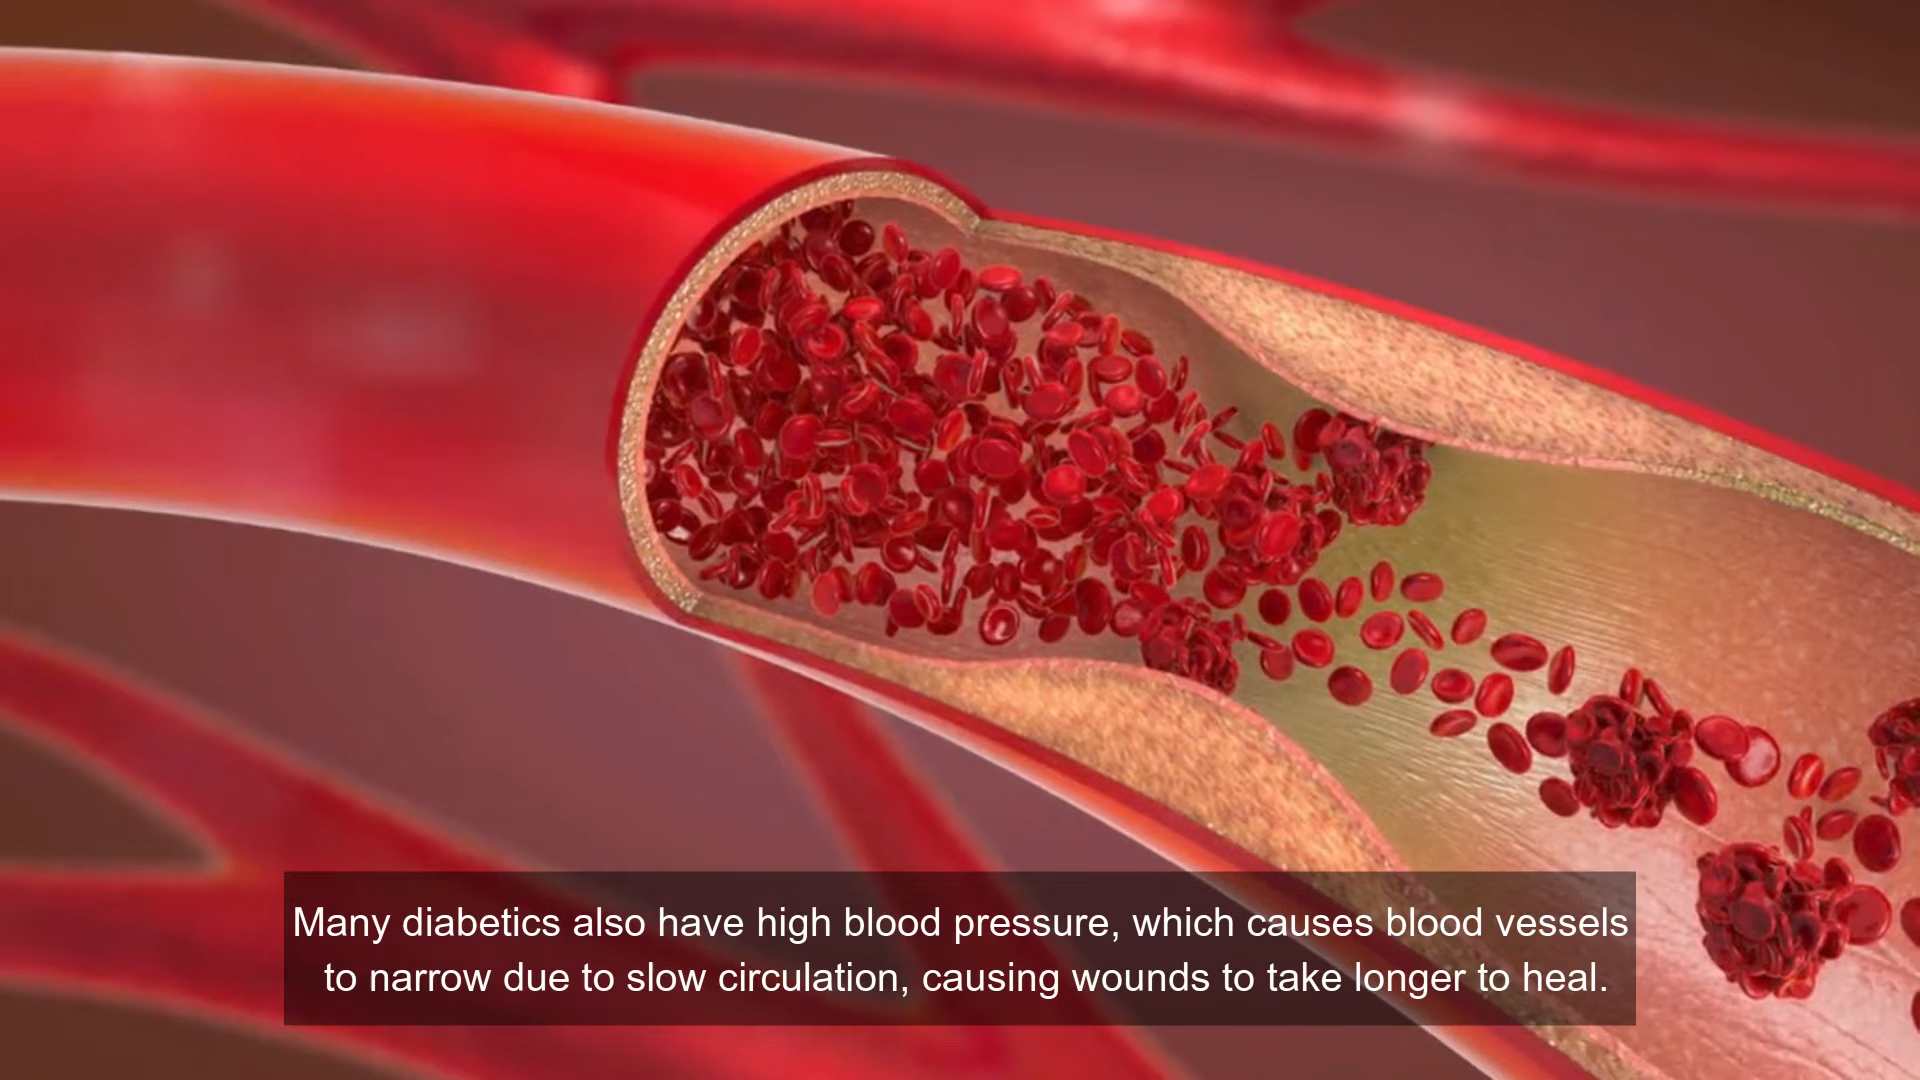 Many diabetics also have high blood pressure, which causes blood vessels
to narrow due to slow circulation, causing wounds to take longer to heal.